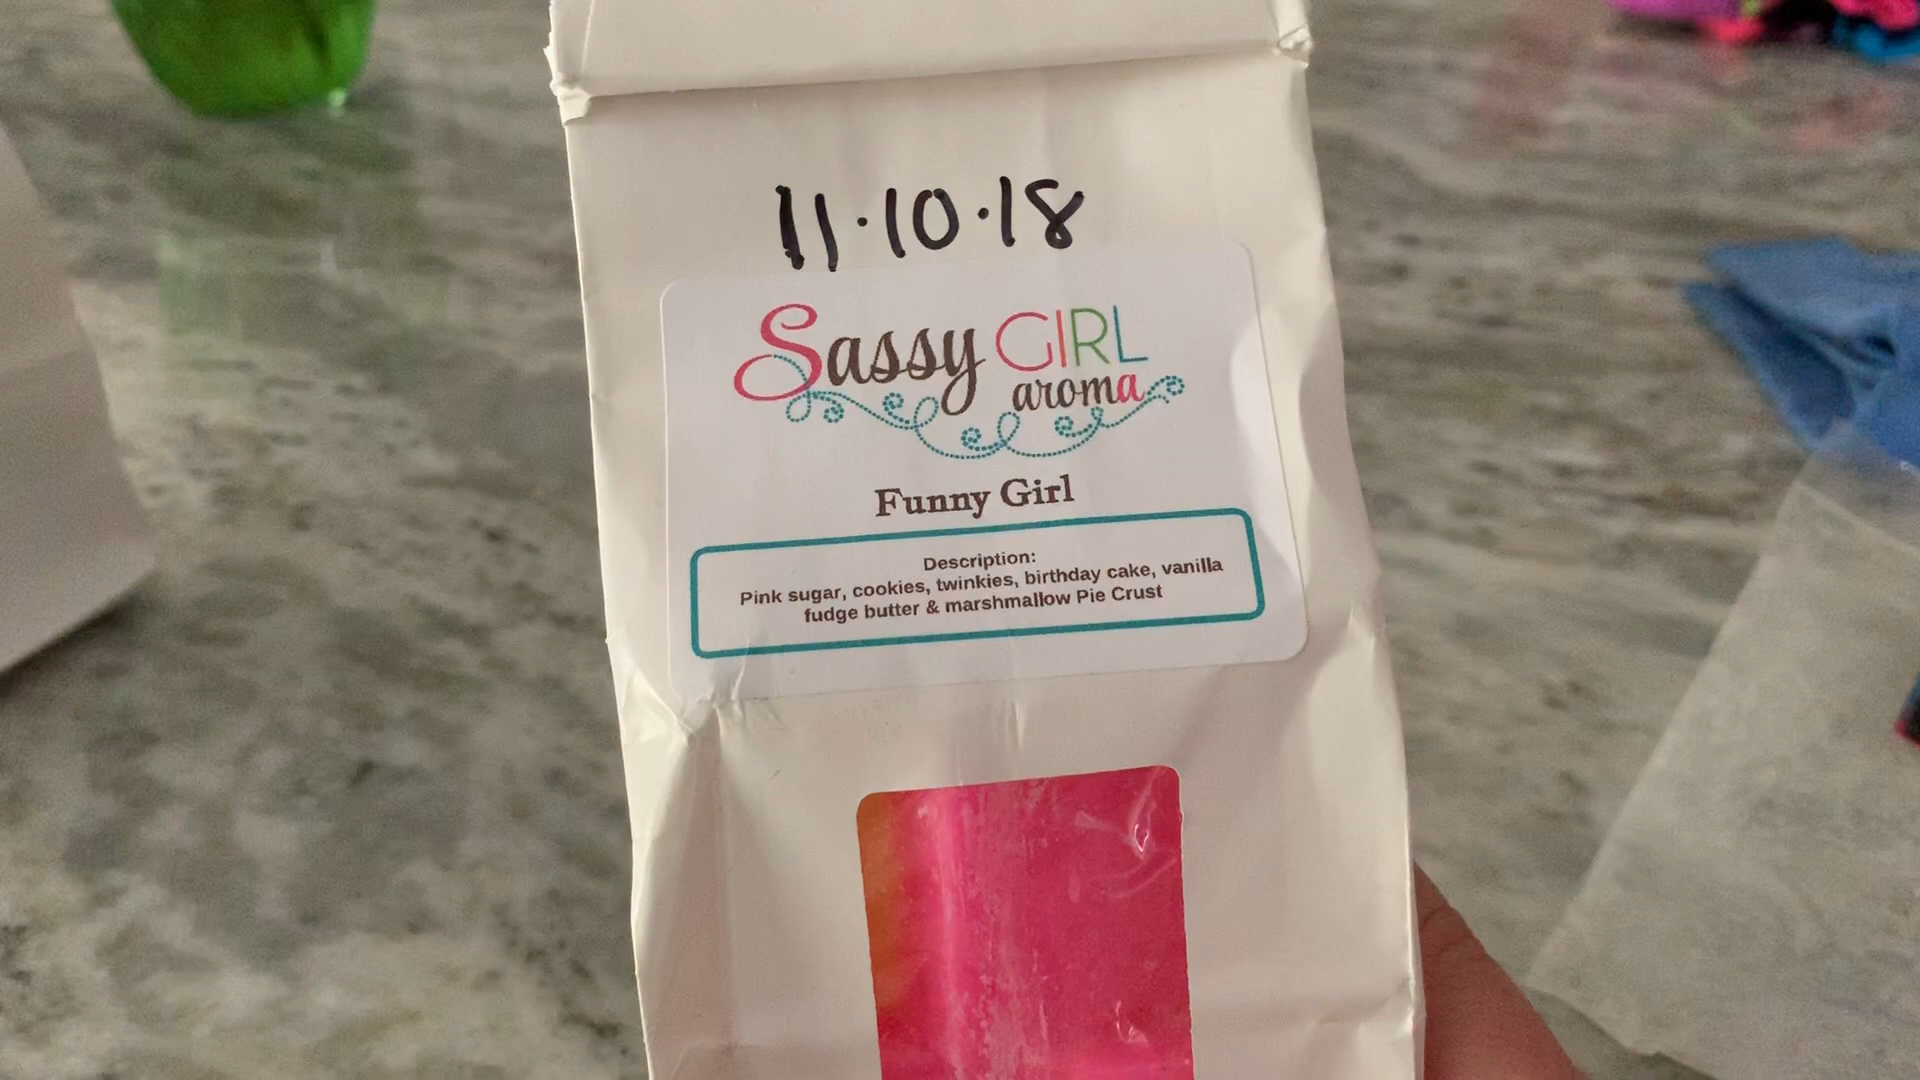 11·10·18
Sassy GIRL
aroma
Funny Girl
Description:
Pink sugar, cookies, twinkies, birthday cake, vanilla
fudge butter & marshmallow Pie Crust